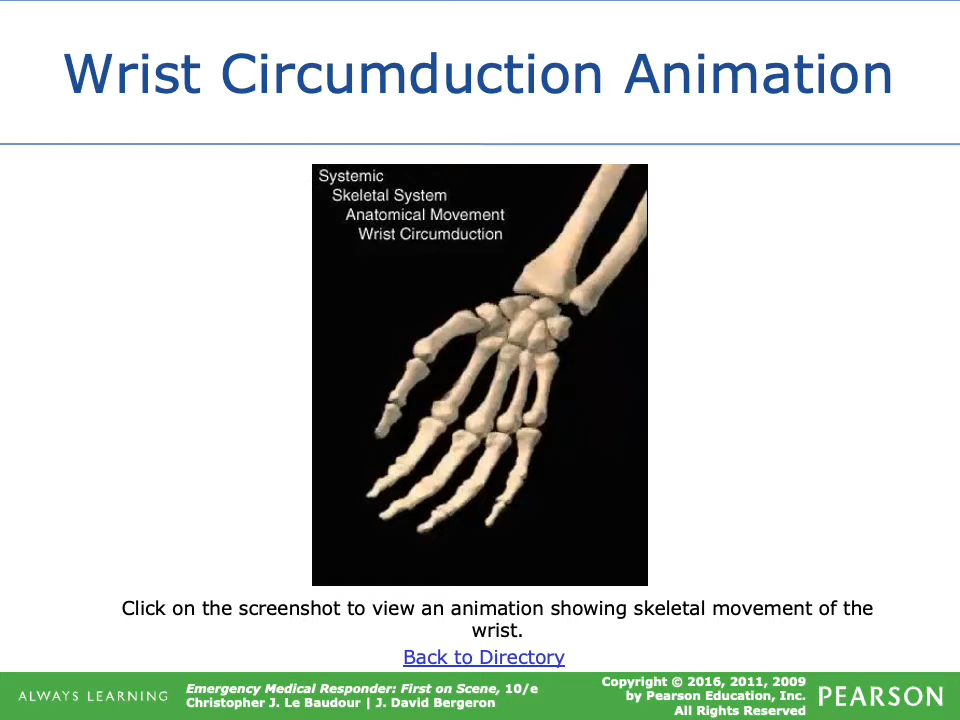 Wrist Circumduction Animation
Systemic
Skeletal System
Anatomical Movement
Wrist Circumduction
Click on the screenshot to view an animation showing skeletal movement of the
wrist.
Back to Directory
ALWAYS LEARNING
Emergency Medical Responder: First on Scene, 10/e
Christopher J. Le Baudour | J. David Bergeron
Copyright © 2016, 2011, 2009
by Pearson Education, Inc.
All Rights Reserved
PEARSON